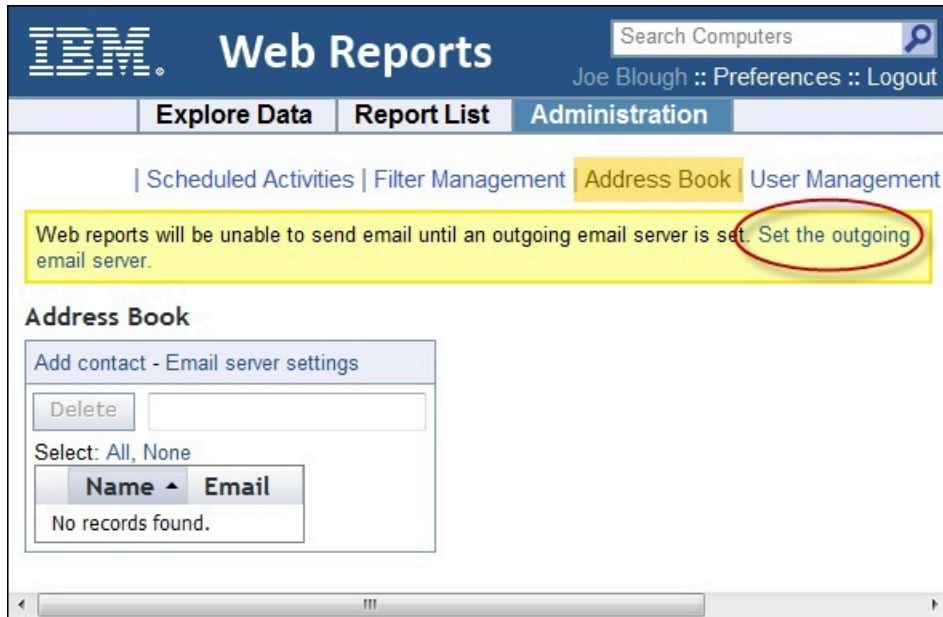 IBM. Web Reports
Search Computers
Joe Blough :: Preferences :: Logout
Explore Data Report List Administration
| Scheduled Activities | Filter Management | Address Book | User Management
Web reports will be unable to send email until an outgoing email server is set. Set the outgoing
email server.
Address Book
Add contact - Email server settings
Delete
Select: All, None
Name Email
No records found.